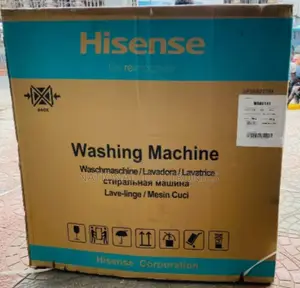 Hisense
Washing Machine
Waschmaschine / Lavadora / Lavatrice
стиральная машина
Lave-linge / Mesin Cuci
Hisense Corporation